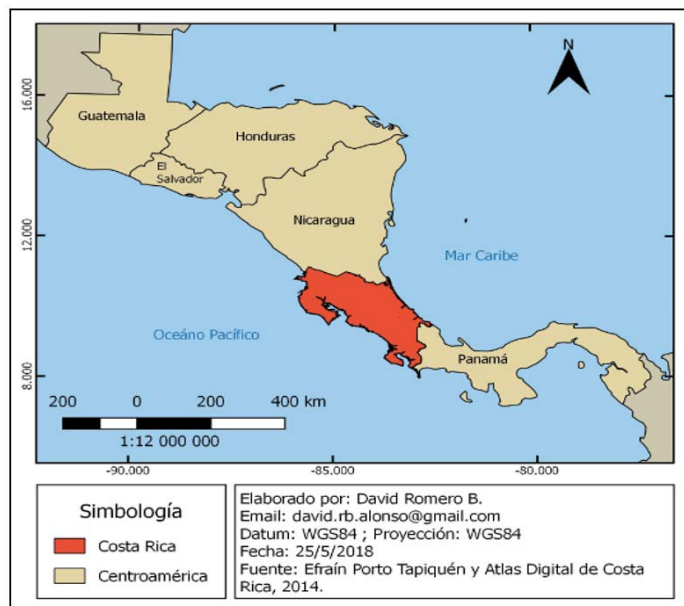 N
16.000
Guatemala
Honduras
El
Salvador
Nicaragua
12.000
Mar Caribe
Oceáno Pacífico
Panamá
8.000
200 0 200 400 km
1:12 000 000
-90.000 -85.000 -80.000
Simbología
Costa Rica
Centroamérica
Elaborado por: David Romero B.
Email: david.rb.alonso@gmail.com
Datum: WGS84 ; Proyección: WGS84
Fecha: 25/5/2018
Fuente: Efraín Porto Tapiquén y Atlas Digital de Costa
Rica, 2014.